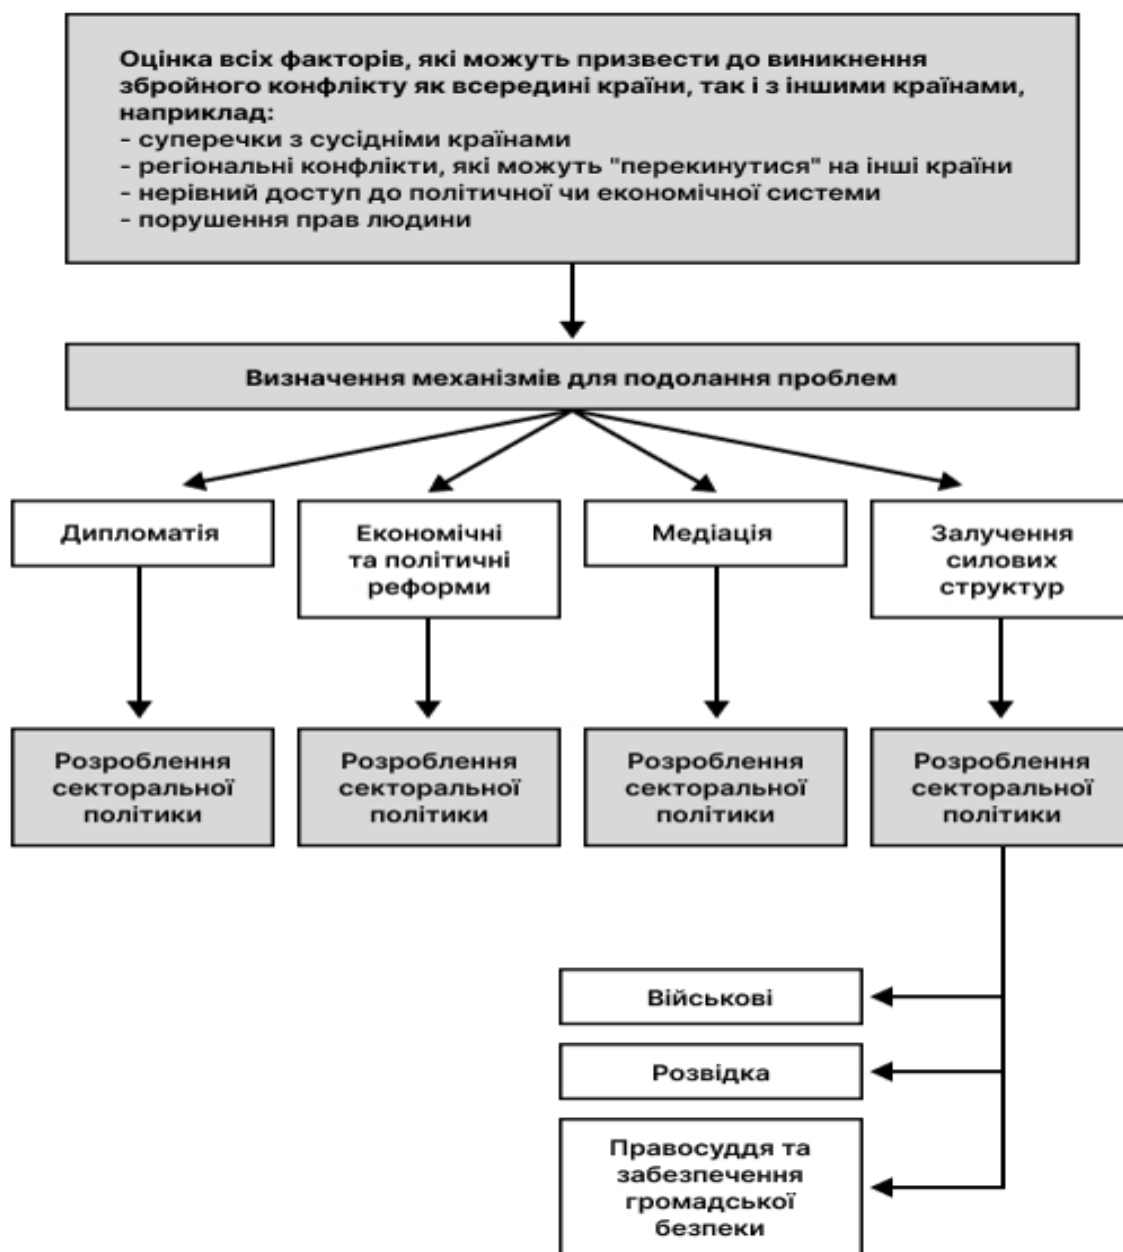 Оцінка всіх факторів, які можуть призвести до виникнення
збройного конфлікту як всередині країни, так і з іншими країнами,
наприклад:
- суперечки з сусідніми країнами
- регіональні конфлікти, які можуть "перекинутися" на інші країни
- нерівний доступ до політичної чи економічної системи
- порушення прав людини
Визначення механізмів для подолання проблем
Дипломатія
Економічні
та політичні
реформи
Медіація
Залучення
силових
структур
Розроблення
секторальної
політики
Розроблення
секторальної
політики
Розроблення
секторальної
політики
Розроблення
секторальної
політики
Військові
Розвідка
Правосуддя та
забезпечення
громадської
безпеки